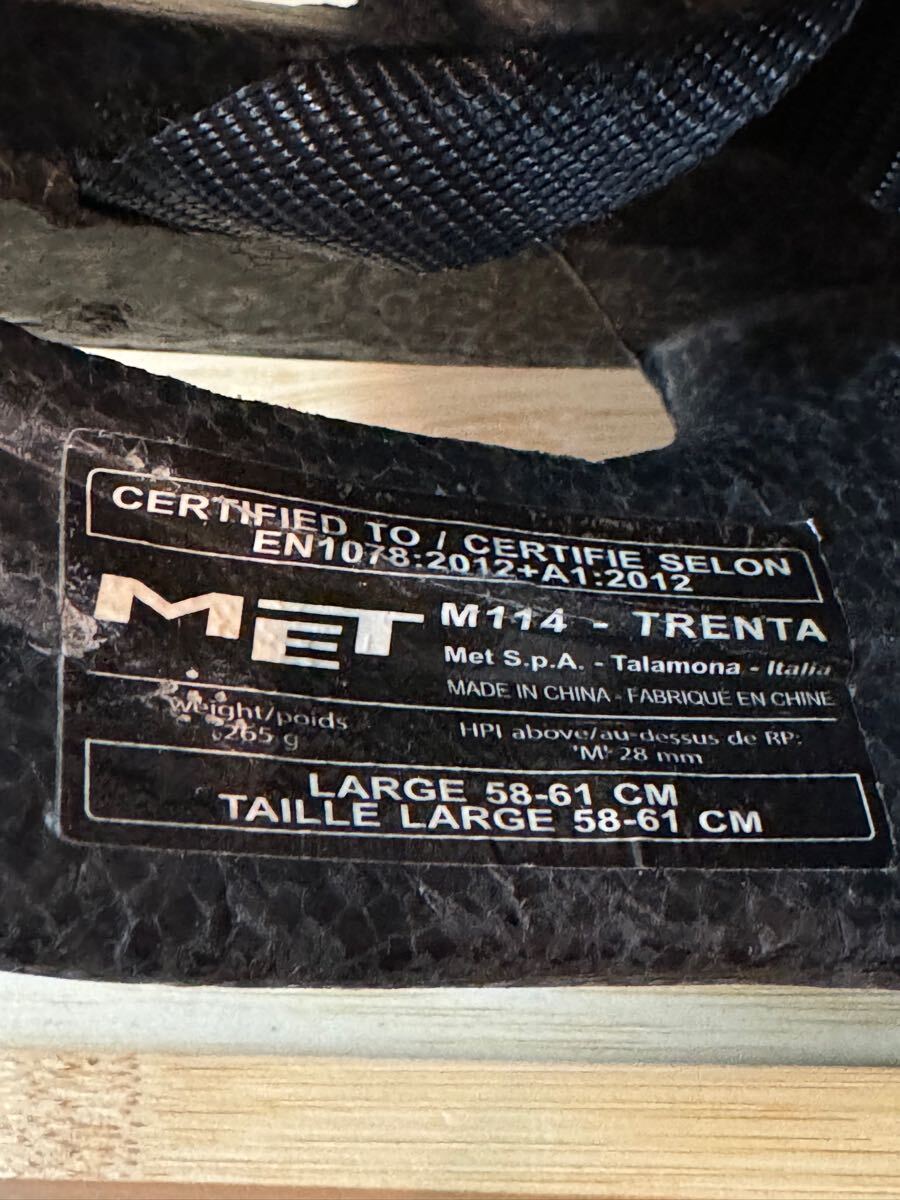 CERTIFIED TO / CERTIFIE SELON
EN1078:2012+A1:2012
MET
M114 - TRENTA
Met S.p.A. - Talamona - Italia
MADE IN CHINA - FABRIQUE EN CHINE
weight/poids
265 g
HPI above/au-dessus de RP:
'M' 28 mm
LARGE 58-61 CM
TAILLE LARGE 58-61 CM